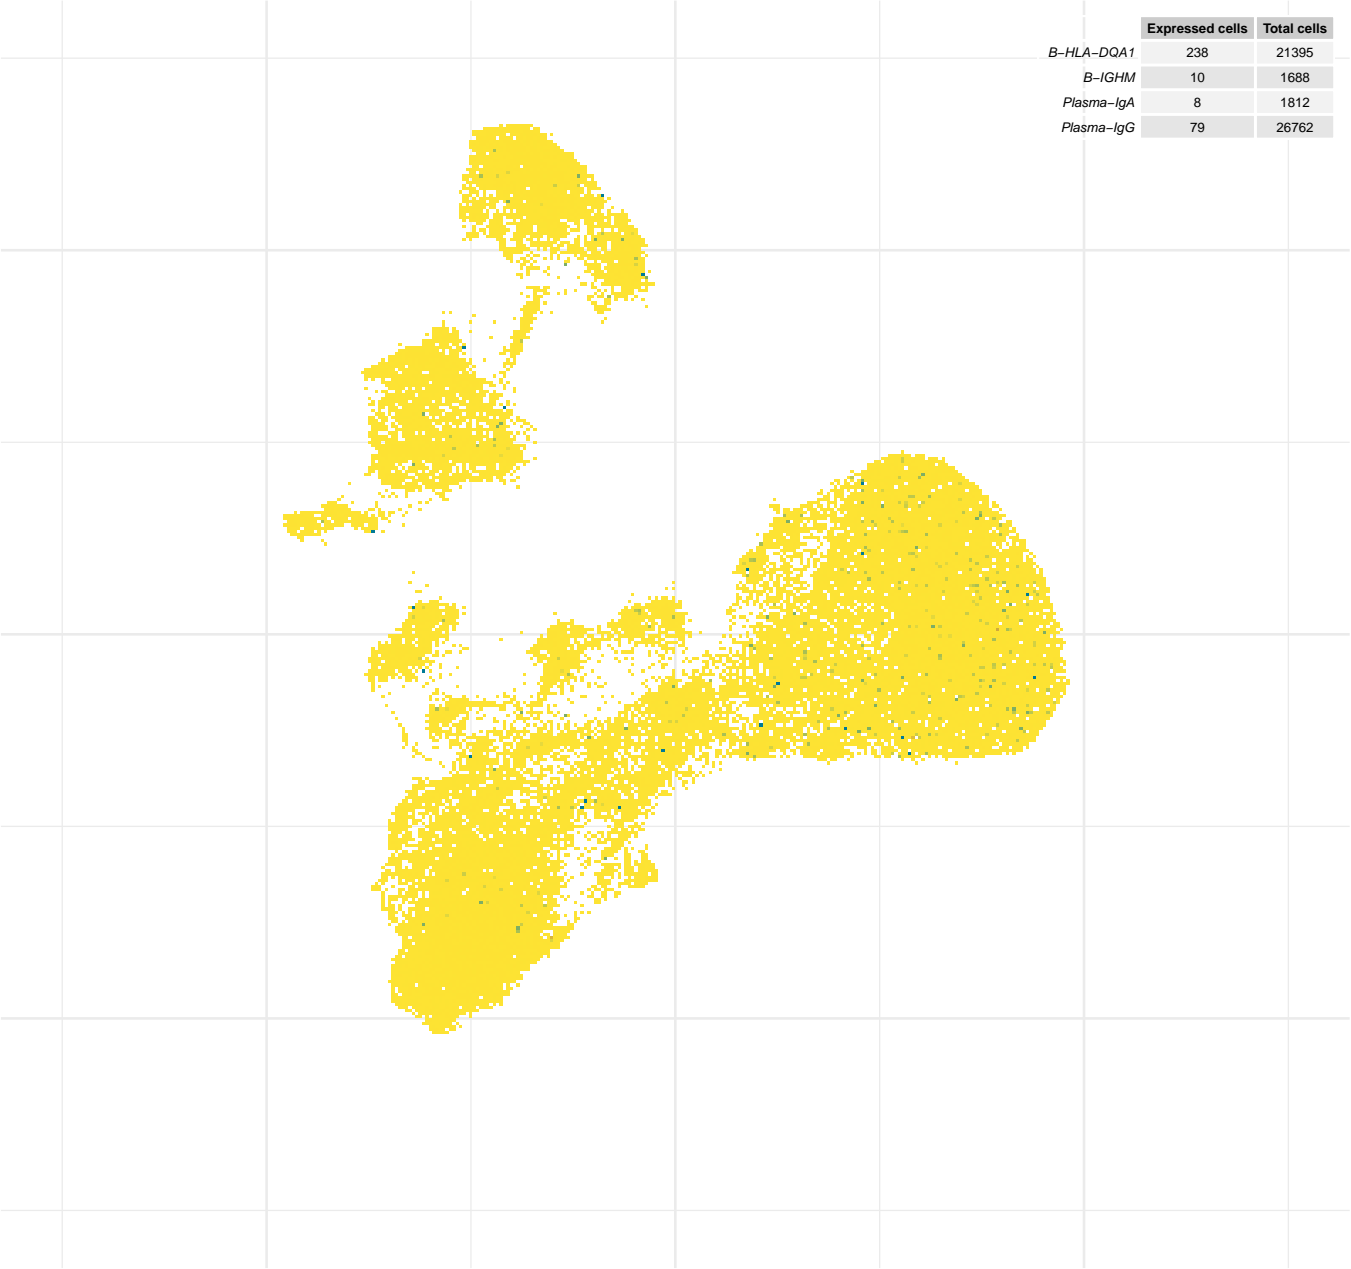 Expressed cells Total cells
B−HLA−DQA1 238 21395
B−IGHM 10 1688
Plasma−IgA 8 1812
Plasma−IgG 79 26762